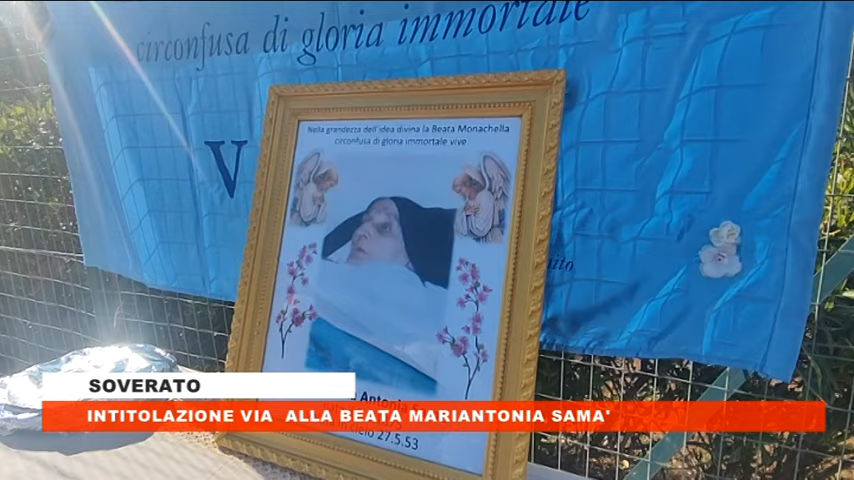 circonfusa di gloria immortale
V
Nella grandezza dell'idea divina la Beata Monachella
circonfusa di gloria immortale vive
SOVERATO
INTITOLAZIONE VIA ALLA BEATA MARIANTONIA SAMA'
Antonia
cielo 27.5.53